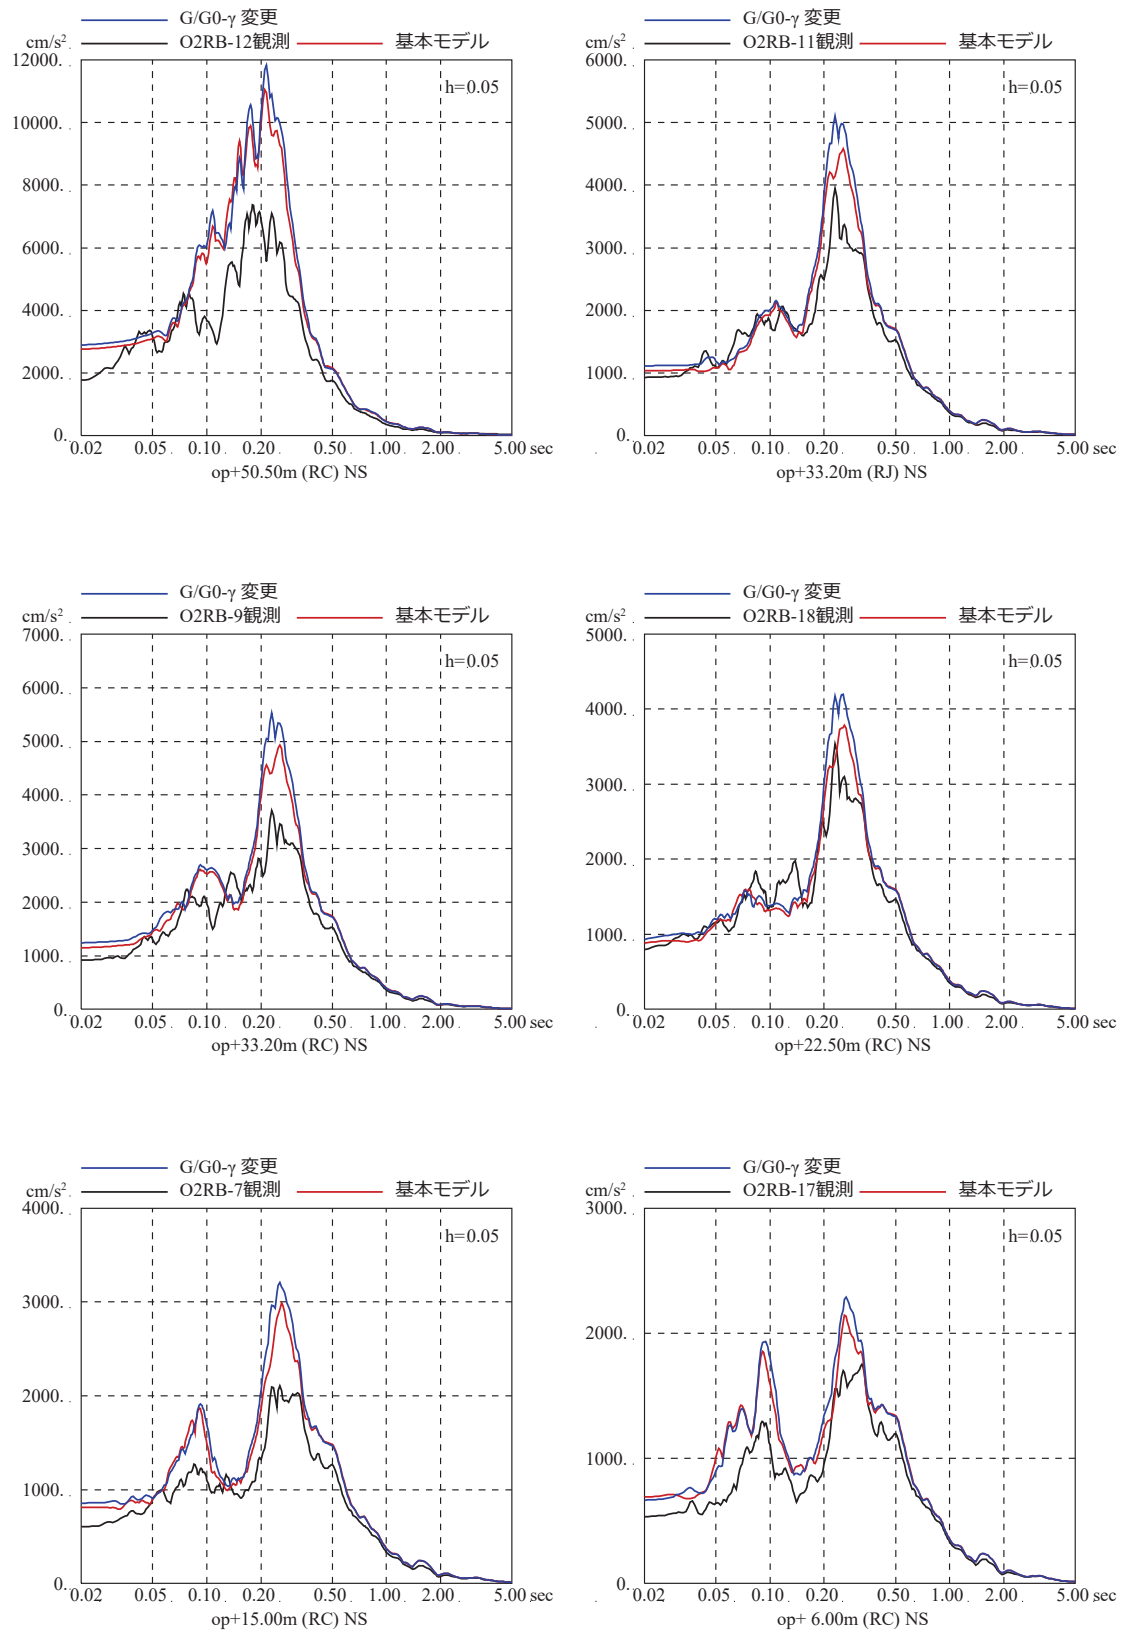 G/G0-γ 変更
cm/s² O2RB-12観測 基本モデル
12000.
h=0.05
10000.
8000.
6000.
4000.
2000.
0.
0.02 0.05 0.10 0.20 0.50 1.00 2.00 5.00 sec
op+50.50m (RC) NS
G/G0-γ 変更
cm/s² O2RB-11観測 基本モデル
6000.
h=0.05
5000.
4000.
3000.
2000.
1000.
0.
0.02 0.05 0.10 0.20 0.50 1.00 2.00 5.00 sec
op+33.20m (RJ) NS
G/G0-γ 変更
cm/s² O2RB-9観測 基本モデル
7000.
h=0.05
6000.
5000.
4000.
3000.
2000.
1000.
0.
0.02 0.05 0.10 0.20 0.50 1.00 2.00 5.00 sec
op+33.20m (RC) NS
G/G0-γ 変更
cm/s² O2RB-18観測 基本モデル
5000.
h=0.05
4000.
3000.
2000.
1000.
0.
0.02 0.05 0.10 0.20 0.50 1.00 2.00 5.00 sec
op+22.50m (RC) NS
G/G0-γ 変更
cm/s² O2RB-7観測 基本モデル
4000.
h=0.05
3000.
2000.
1000.
0.
0.02 0.05 0.10 0.20 0.50 1.00 2.00 5.00 sec
op+15.00m (RC) NS
G/G0-γ 変更
cm/s² O2RB-17観測 基本モデル
3000.
h=0.05
2000.
1000.
0.
0.02 0.05 0.10 0.20 0.50 1.00 2.00 5.00 sec
op+ 6.00m (RC) NS